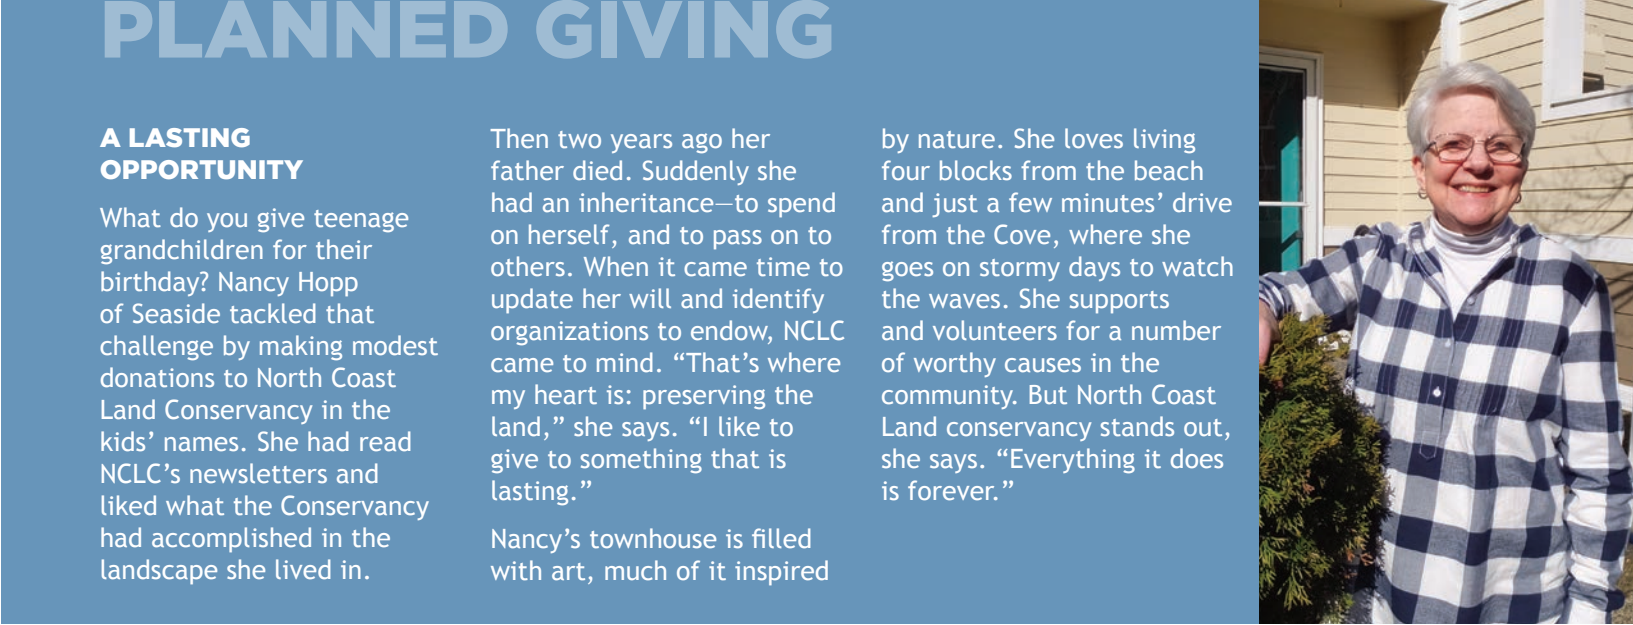 PLANNED GIVING
A LASTING
OPPORTUNITY
What do you give teenage
grandchildren for their
birthday? Nancy Hopp
of Seaside tackled that
challenge by making modest
donations to North Coast
Land Conservancy in the
kids’ names. She had read
NCLC’s newsletters and
liked what the Conservancy
had accomplished in the
landscape she lived in.
Then two years ago her
father died. Suddenly she
had an inheritance—to spend
on herself, and to pass on to
others. When it came time to
update her will and identify
organizations to endow, NCLC
came to mind. “That’s where
my heart is: preserving the
land,” she says. “I like to
give to something that is
lasting.”
Nancy’s townhouse is filled
with art, much of it inspired
by nature. She loves living
four blocks from the beach
and just a few minutes’ drive
from the Cove, where she
goes on stormy days to watch
the waves. She supports
and volunteers for a number
of worthy causes in the
community. But North Coast
Land conservancy stands out,
she says. “Everything it does
is forever.”